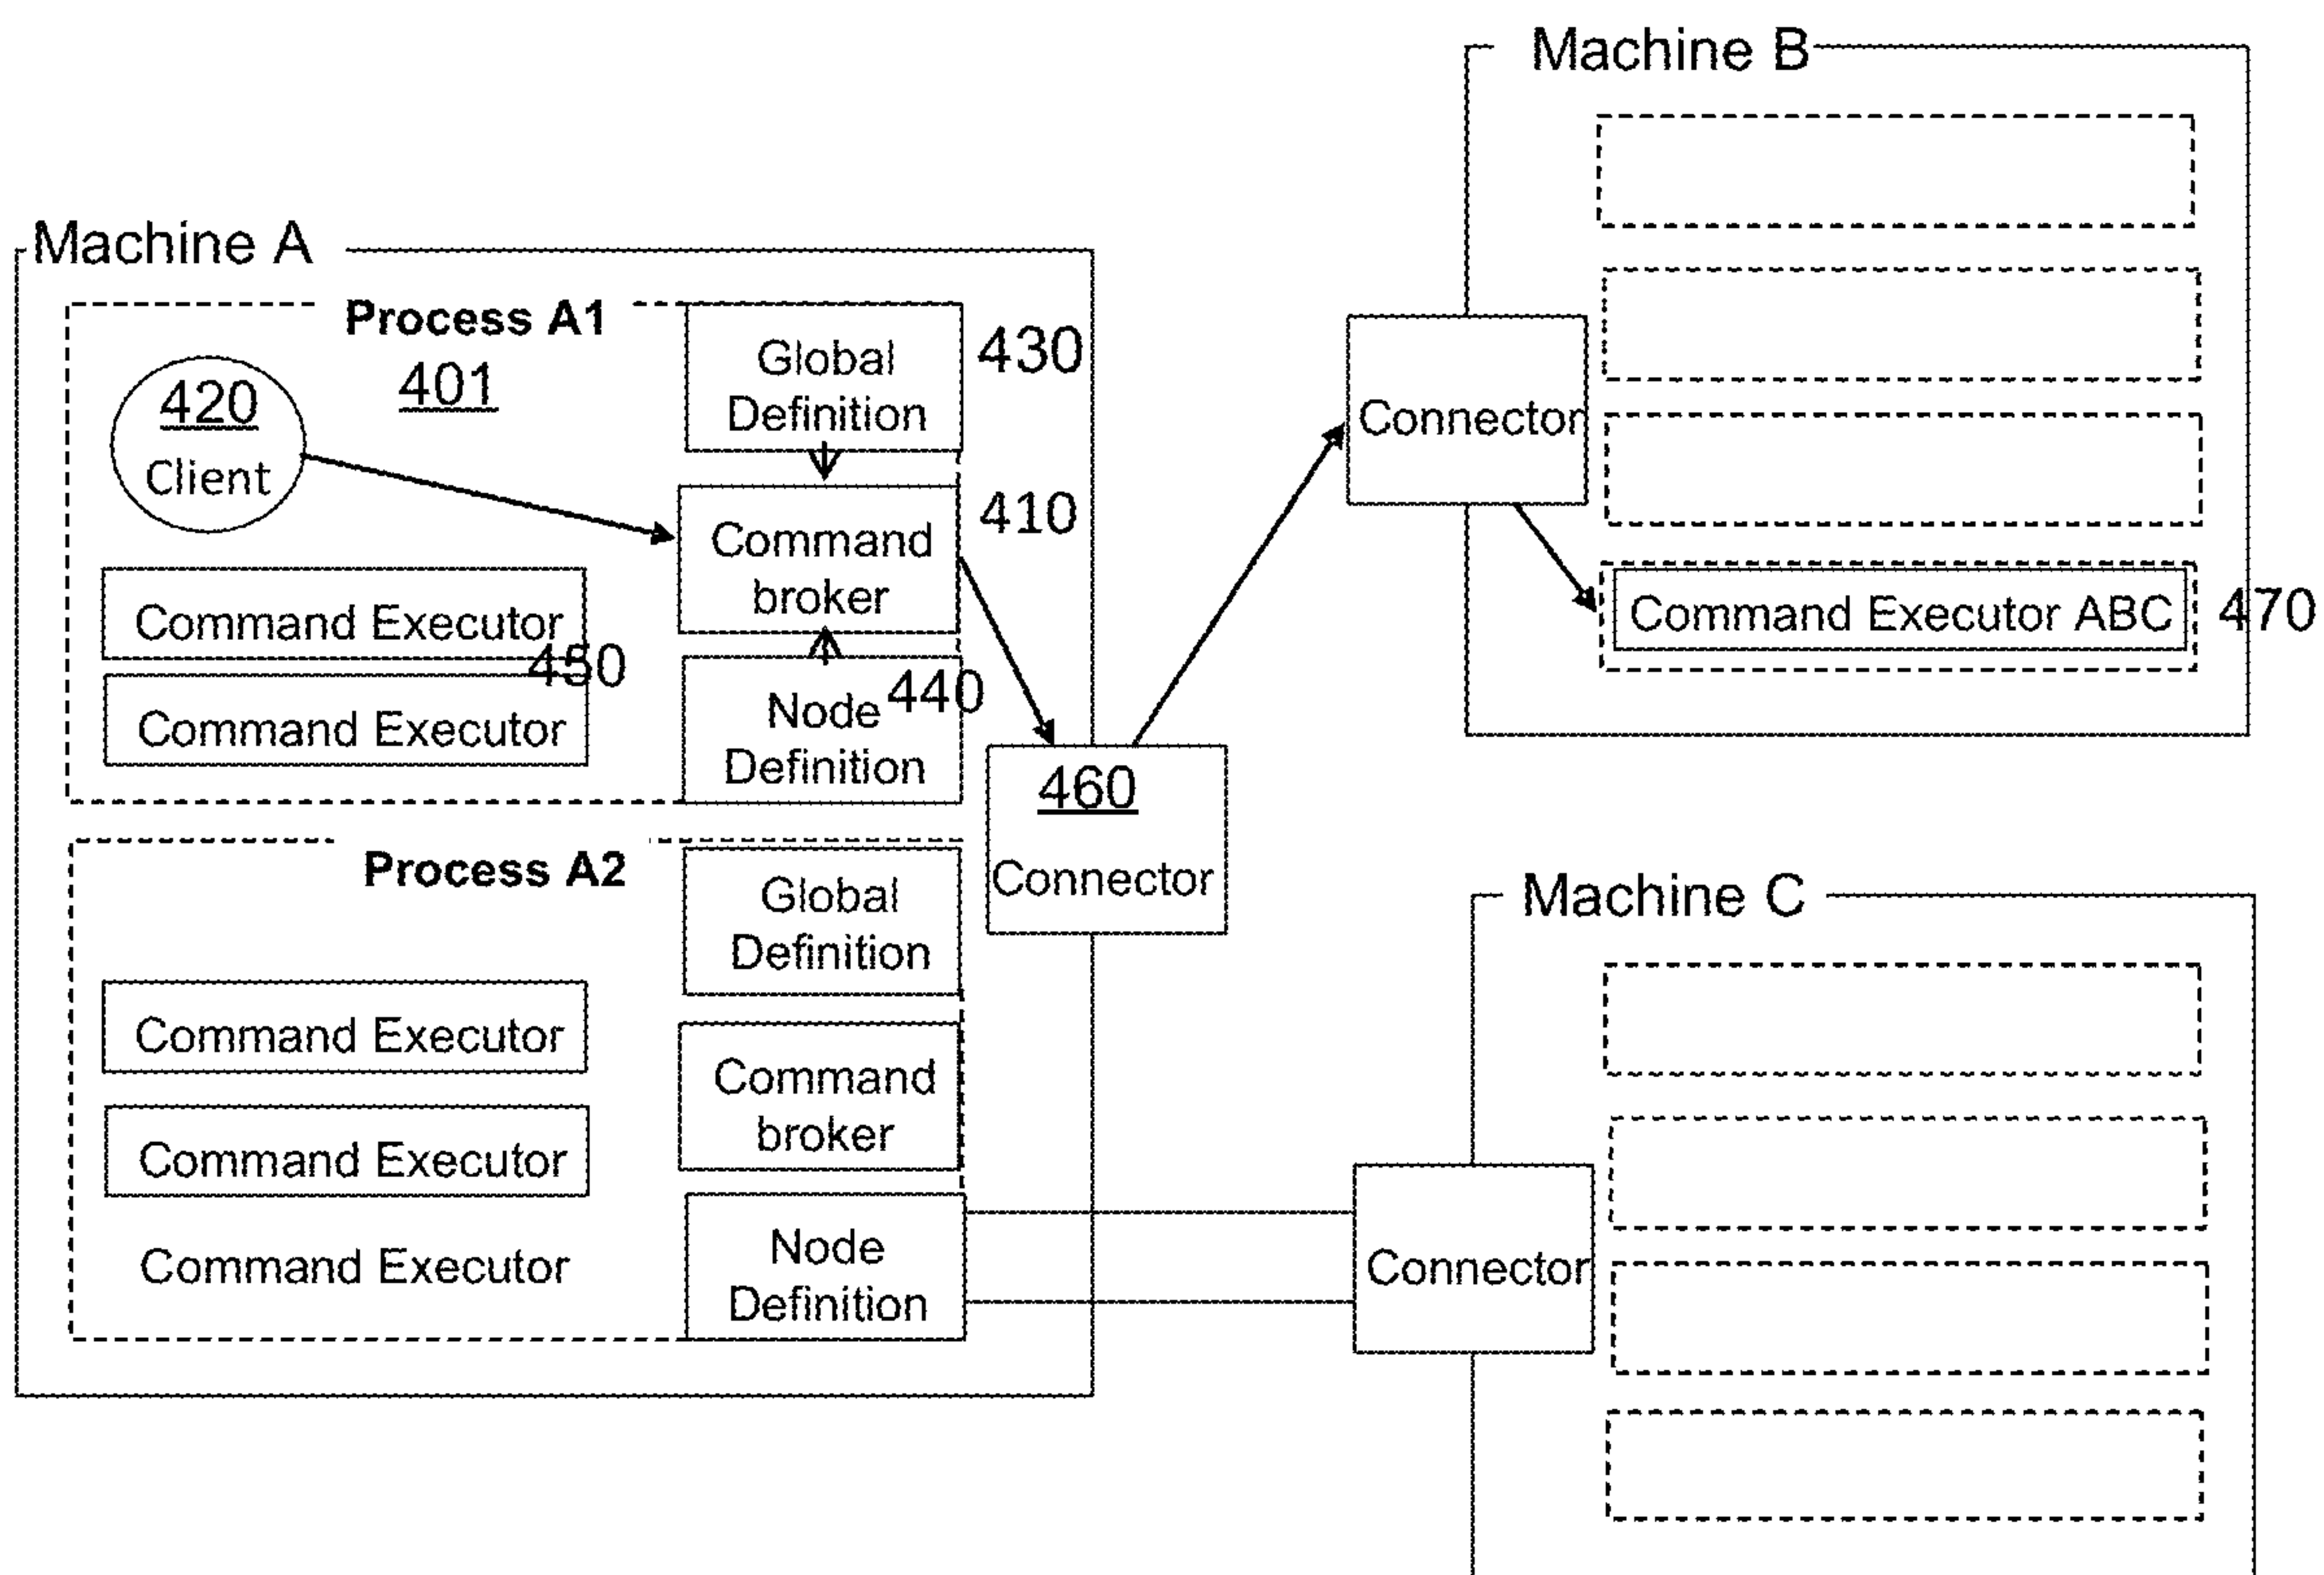 Machine A
Process A1
401
420
Client
Global
Definition
430
Command
broker
410
Command Executor
450
Command Executor
Node
Definition
440
460
Connector
Process A2
Global
Definition
Command Executor
Command
broker
Command Executor
Command Executor
Node
Definition
Machine B
Connector
Command Executor ABC
470
Machine C
Connector